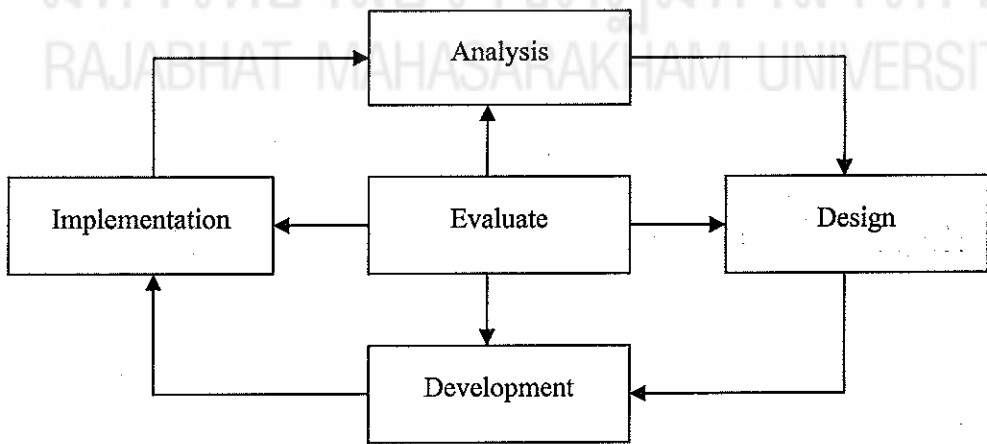 RAJABHAT MAHASARAKHAM UNIVERSIT
Analysis
Implementation
Evaluate
Design
Development